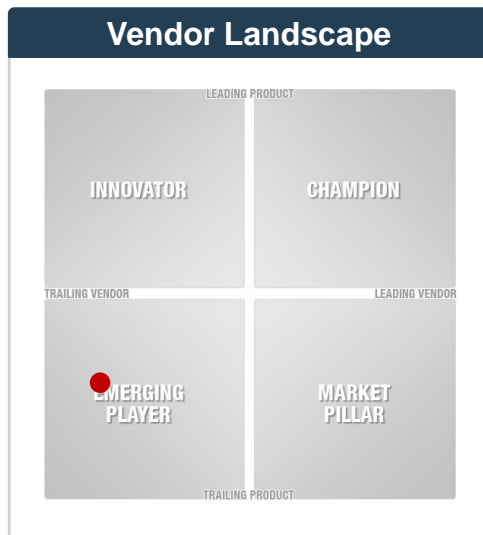 Vendor Landscape
LEADING PRODUCT
INNOVATOR
CHAMPION
TRAILING VENDOR
LEADING VENDOR
EMERGING
PLAYER
MARKET
PILLAR
TRAILING PRODUCT